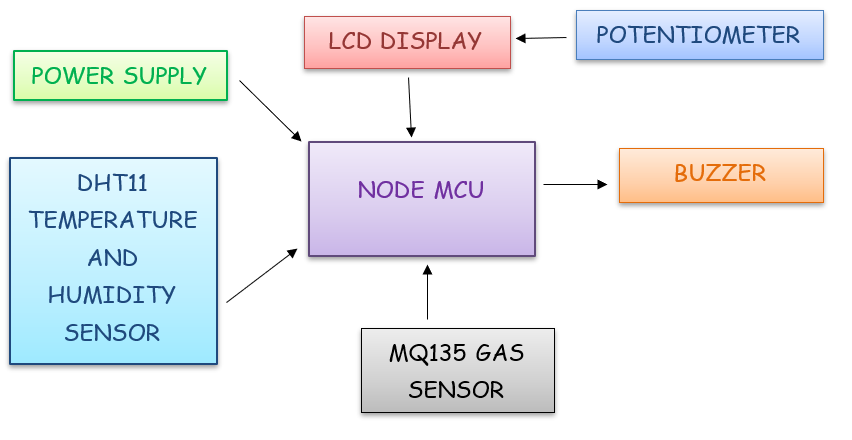 LCD DISPLAY
POTENTIOMETER
POWER SUPPLY
DHT11
TEMPERATURE
AND
HUMIDITY
SENSOR
NODE MCU
BUZZER
MQ135 GAS
SENSOR